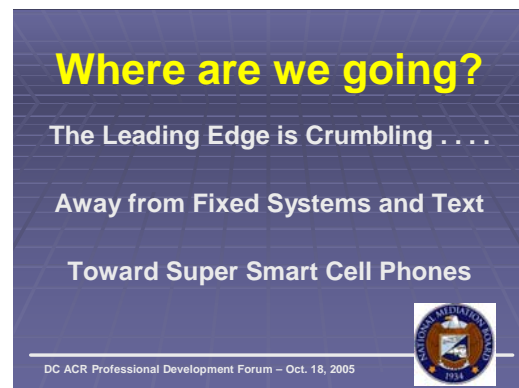 Where are we going?
The Leading Edge is Crumbling . . . .
Away from Fixed Systems and Text
Toward Super Smart Cell Phones
NATIONAL MEDIATION BOARD
1934
DC ACR Professional Development Forum – Oct. 18, 2005